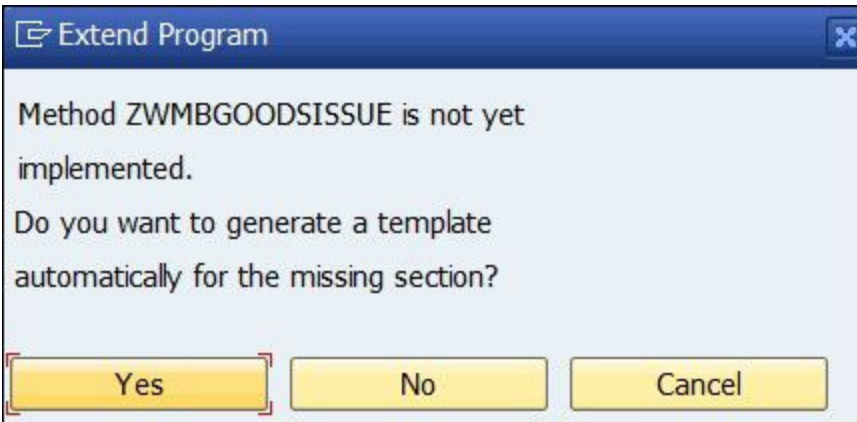 Extend Program
Method ZWMBGOODSISSUE is not yet
implemented.
Do you want to generate a template
automatically for the missing section?
Yes
No
Cancel